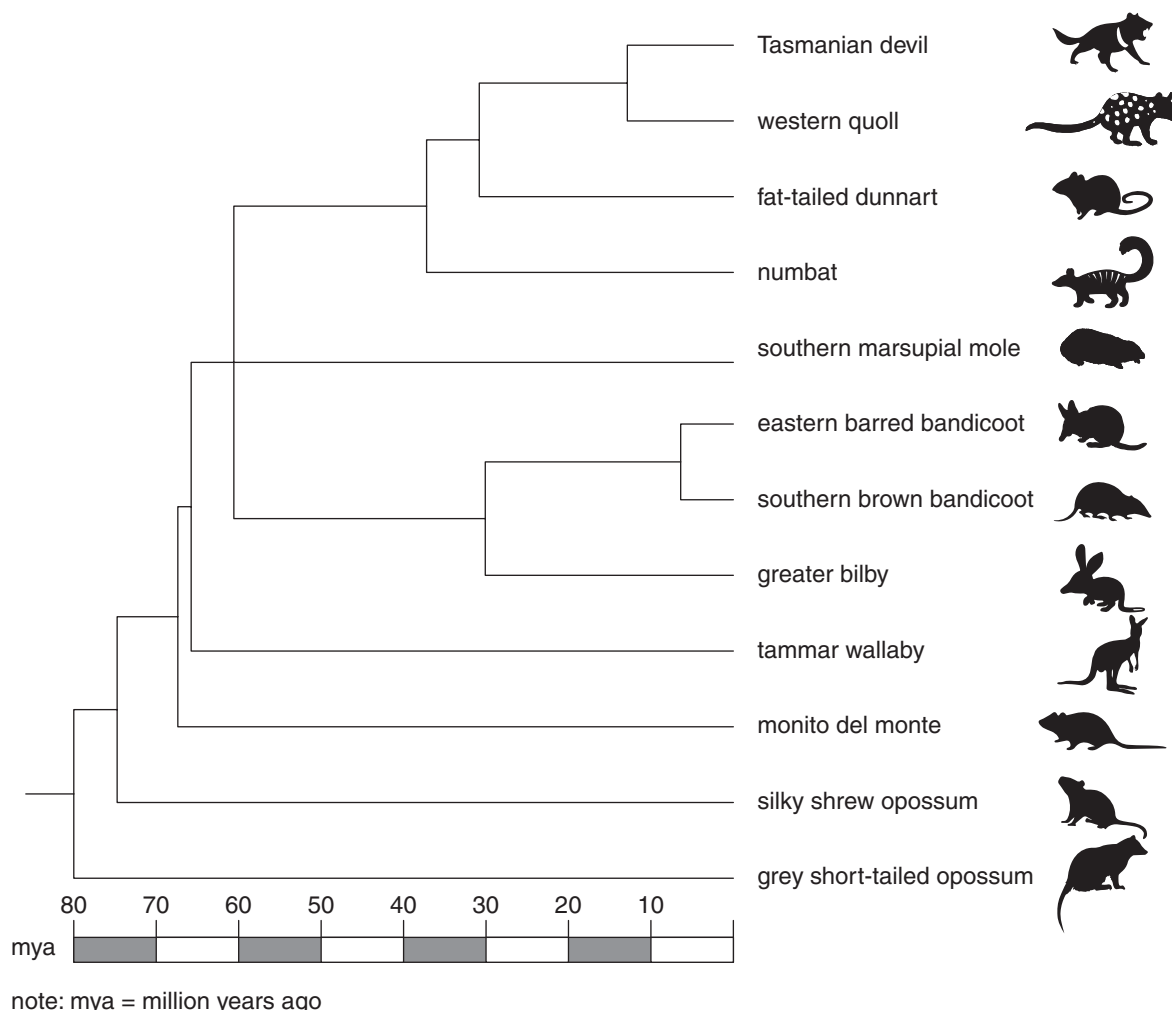 Tasmanian devil
western quoll
fat-tailed dunnart
numbat
southern marsupial mole
eastern barred bandicoot
southern brown bandicoot
greater bilby
tammar wallaby
monito del monte
silky shrew opossum
grey short-tailed opossum
80 70 60 50 40 30 20 10
mya
note: mya = million years ago